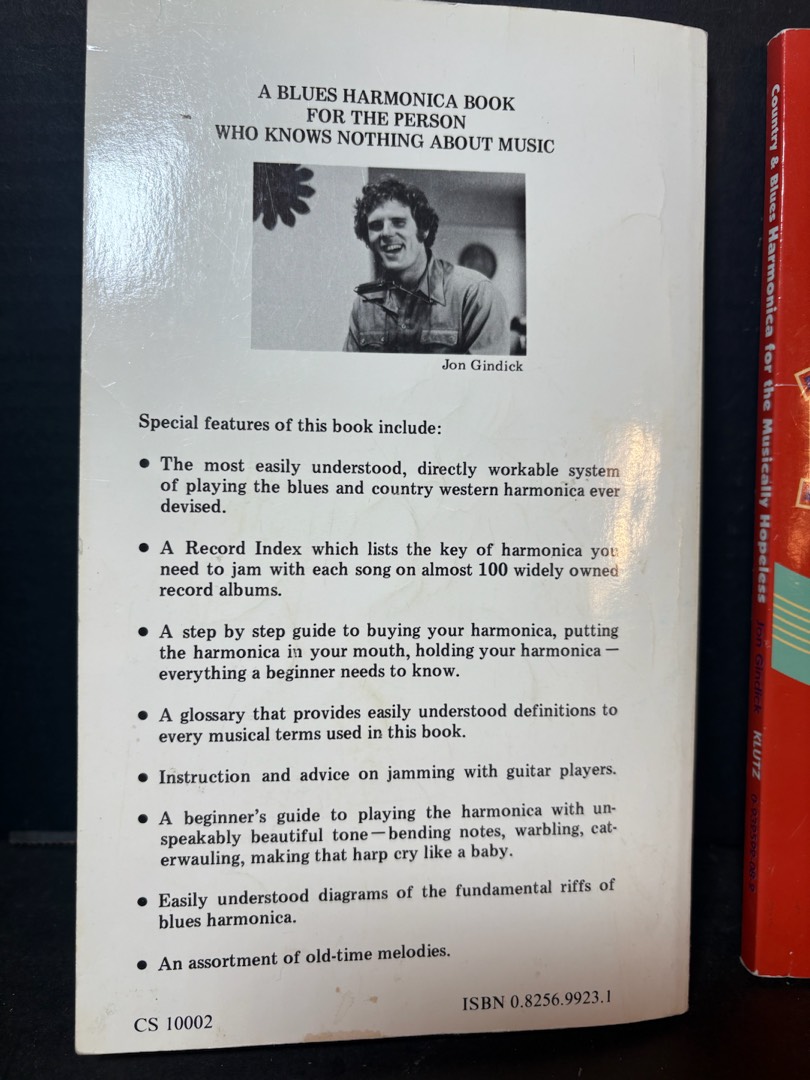 A BLUES HARMONICA BOOK
FOR THE PERSON
WHO KNOWS NOTHING ABOUT MUSIC
Jon Gindick
Special features of this book include:
• The most easily understood, directly workable system
of playing the blues and country western harmonica ever
devised.
• A Record Index which lists the key of harmonica you
need to jam with each song on almost 100 widely owned
record albums.
• A step by step guide to buying your harmonica, putting
the harmonica in your mouth, holding your harmonica —
everything a beginner needs to know.
• A glossary that provides easily understood definitions to
every musical terms used in this book.
• Instruction and advice on jamming with guitar players.
• A beginner's guide to playing the harmonica with un-
speakably beautiful tone — bending notes, warbling, cat-
erwauling, making that harp cry like a baby.
• Easily understood diagrams of the fundamental riffs of
blues harmonica.
• An assortment of old-time melodies.
CS 10002
ISBN 0.8256.9923.1
Country & Blues Harmonica for the Musically Hopeless Jon Gindick KLUTZ